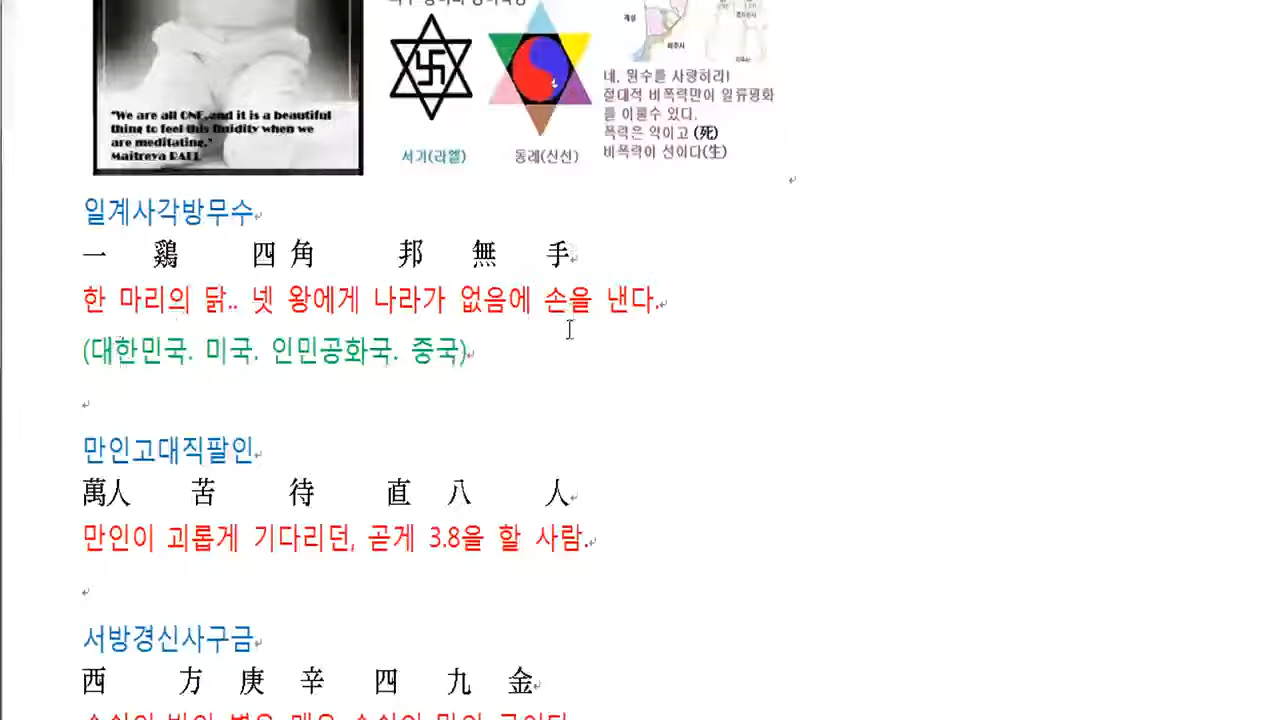 "We are all ONE, and it is a beautiful
thing to feel this fluidity when we
are meditating."
Maitreya RAEL
서기(라엘)
동래(신선)
파주시
네, 원수를 사랑하라!
절대적 비폭력만이 일류평화
를 이룰수 있다.
폭력은 악이고 (死)
비폭력이 선이다(生)
일계사각방무수
一 鷄 四 角 邦 無 手
한 마리의 닭.. 넷 왕에게 나라가 없음에 손을 낸다.
(대한민국. 미국. 인민공화국. 중국)
만인고대직팔인
萬人 苦 待 直 八 人
만인이 괴롭게 기다리던, 곧게 3.8을 할 사람.
서방경신사구금
西 方 庚 辛 四 九 金